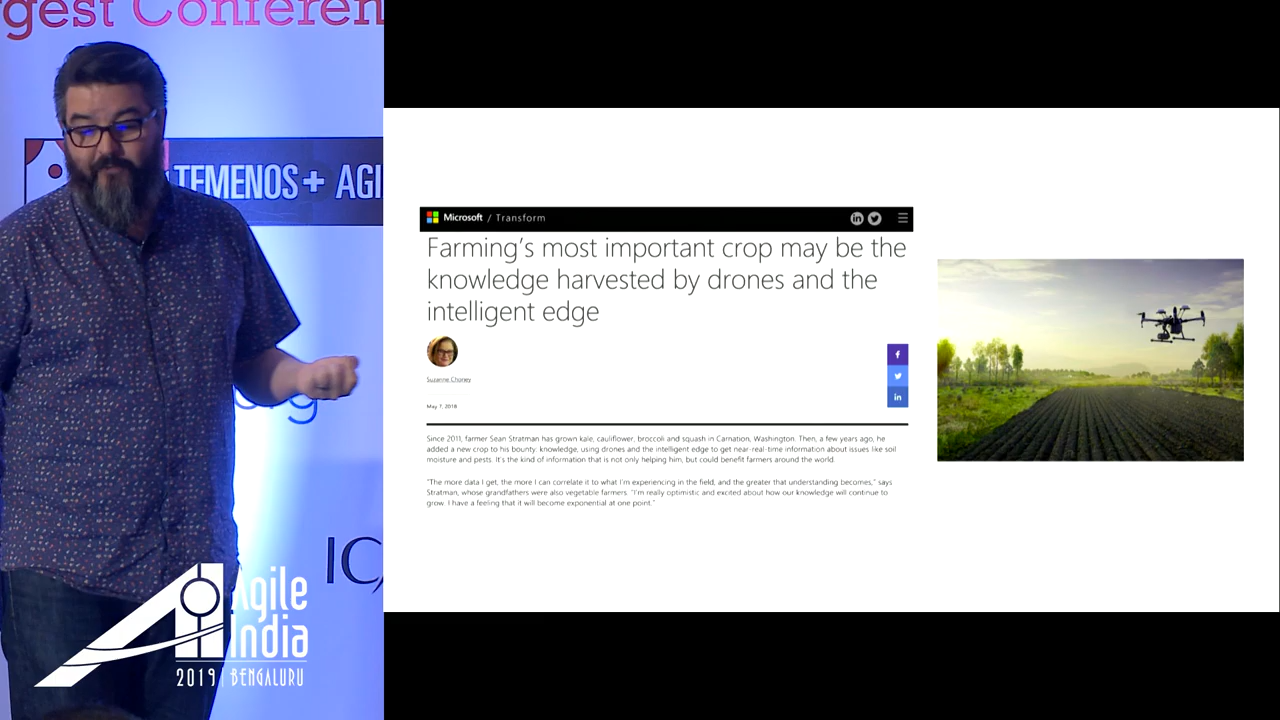 rgest Conferen
TEMENOS + AGI
IC
Agile
India
2019 BENGALURU
Microsoft / Transform
Farming's most important crop may be the
knowledge harvested by drones and the
intelligent edge
Suzanne Choney
May 7, 2018
Since 2011, farmer Sean Stratman has grown kale, cauliflower, broccoli and squash in Carnation, Washington. Then, a few years ago, he
added a new crop to his bounty: knowledge, using drones and the intelligent edge to get near-real-time information about issues like soil
moisture and pests. It's the kind of information that is not only helping him, but could benefit farmers around the world.
"The more data I get, the more I can correlate it to what I'm experiencing in the field, and the greater that understanding becomes," says
Stratman, whose grandfathers were also vegetable farmers. "I'm really optimistic and excited about how our knowledge will continue to
grow. I have a feeling that it will become exponential at one point."